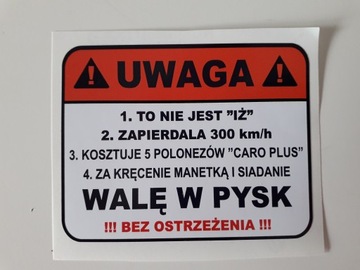 UWAGA
1. TO NIE JEST "IŻ"
2. ZAPIERDALA 300 km/h
3. KOSZTUJE 5 POLONEZÓW "CARO PLUS"
4. ZA KRĘCENIE MANETKĄ I SIADANIE
WALĘ W PYSK
!!! BEZ OSTRZEŻENIA !!!